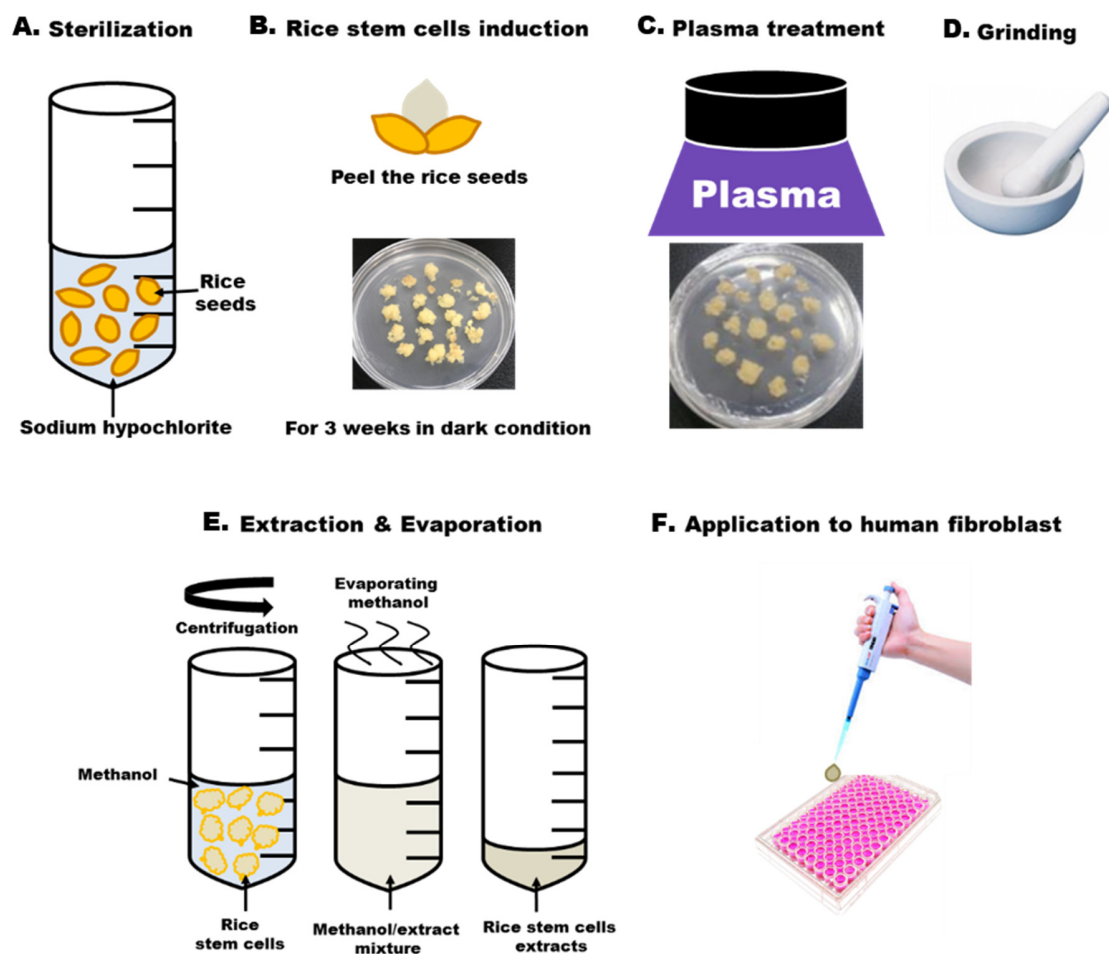 A. Sterilization
Rice
seeds
Sodium hypochlorite
B. Rice stem cells induction
Peel the rice seeds
For 3 weeks in dark condition
C. Plasma treatment
Plasma
D. Grinding
E. Extraction & Evaporation
Centrifugation
Evaporating
methanol
Methanol
Rice
stem cells
Methanol/extract
mixture
Rice stem cells
extracts
F. Application to human fibroblast